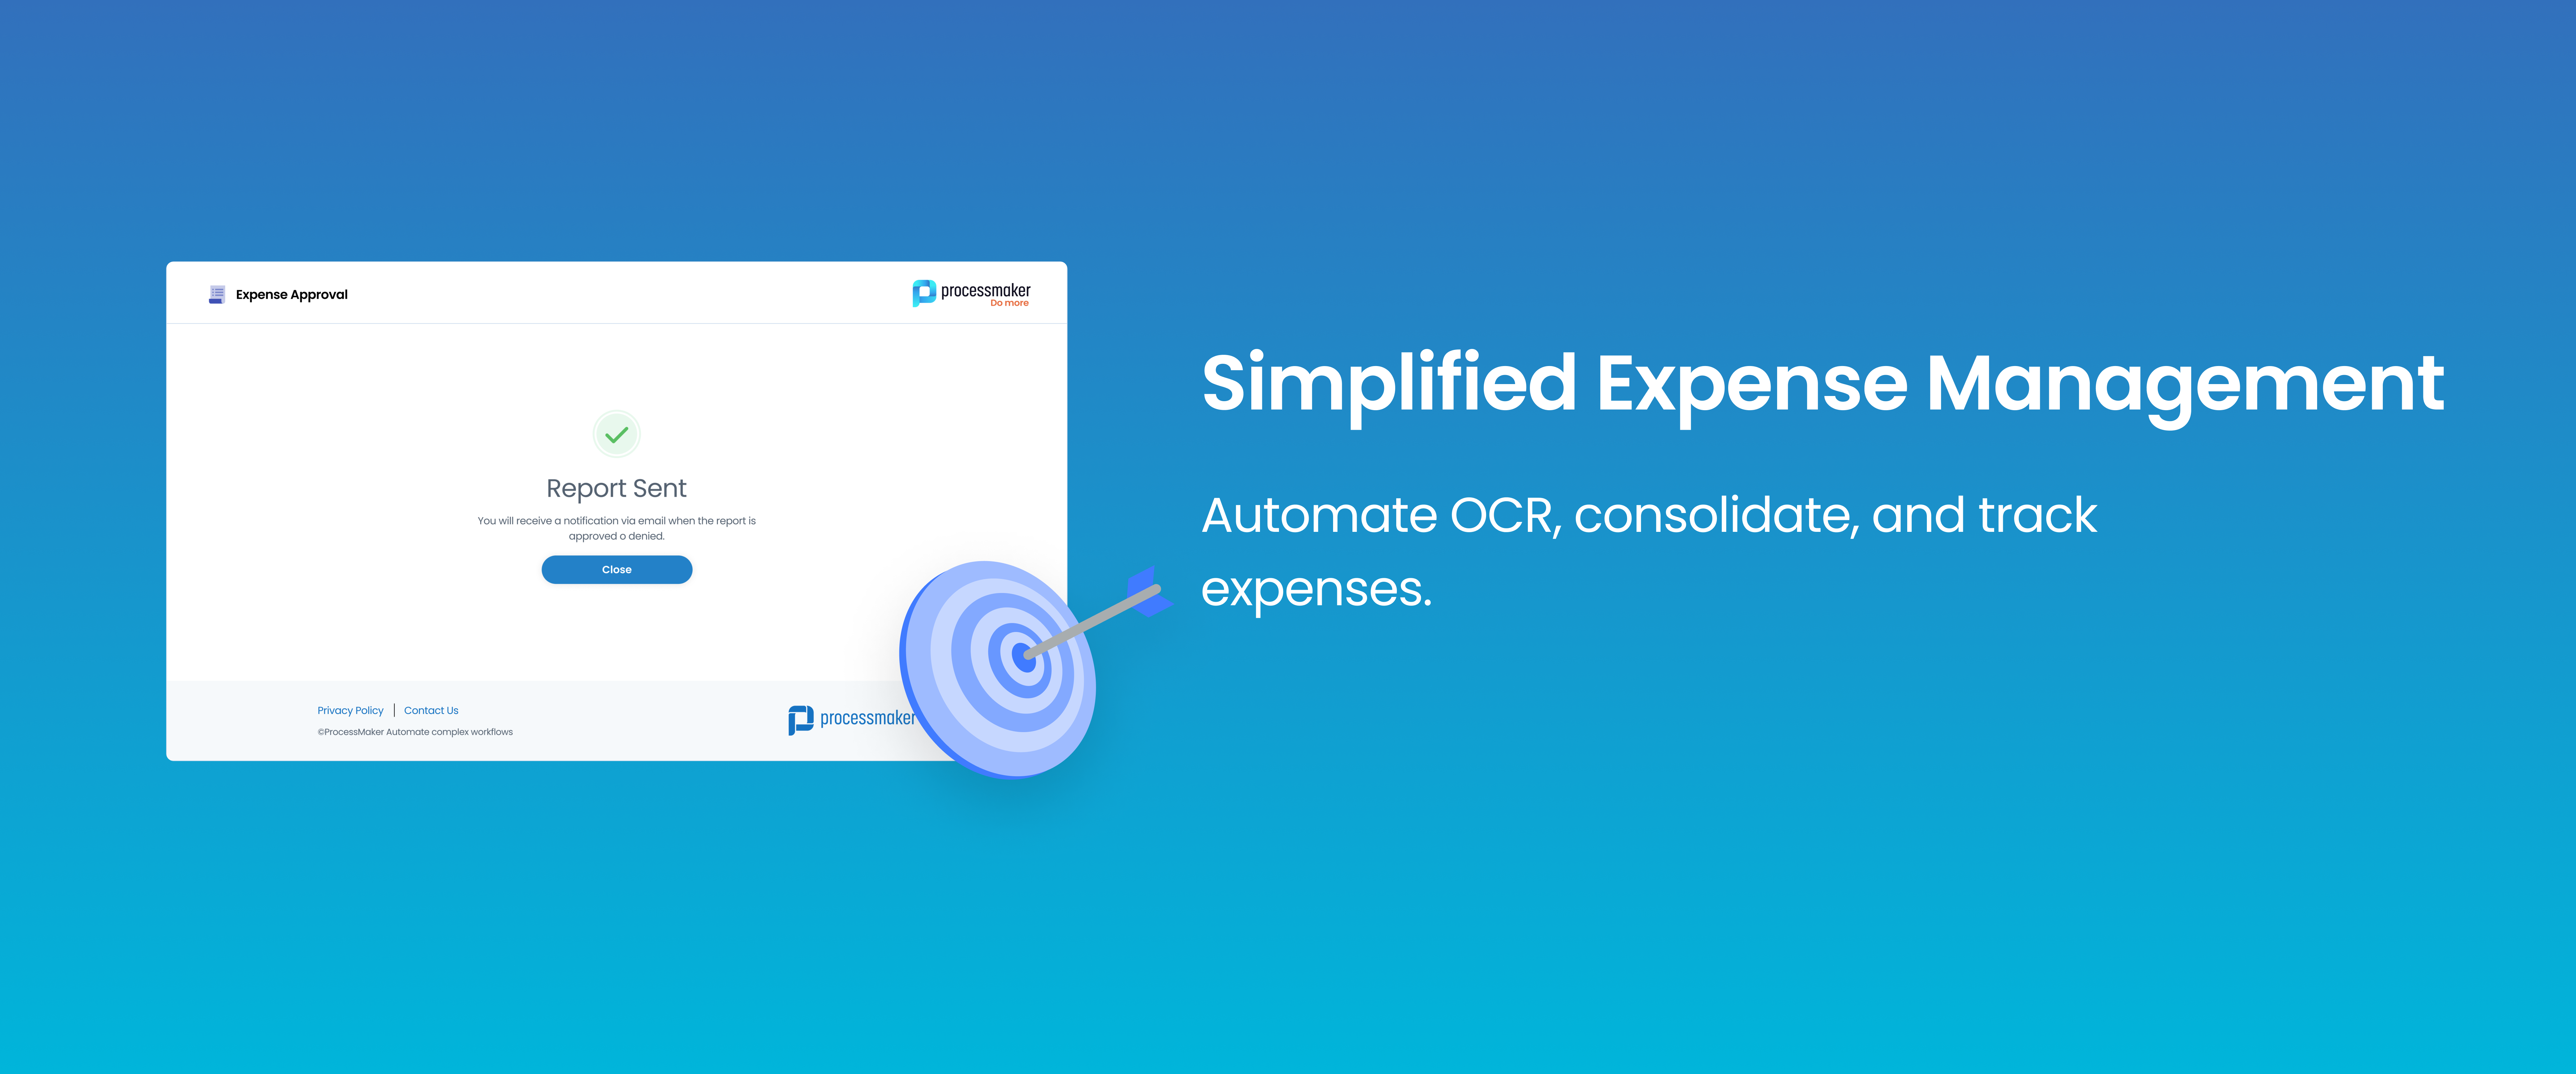 Expense Approval
processmaker
Do more
Report Sent
You will receive a notification via email when the report is
approved o denied.
Close
Privacy Policy | Contact Us
©ProcessMaker Automate complex workflows
processmaker
Simplified Expense Management
Automate OCR, consolidate, and track
expenses.